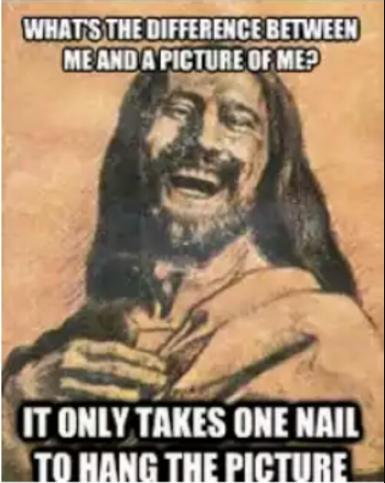 WHAT'S THE DIFFERENCE BETWEEN
ME AND A PICTURE OF ME?
IT ONLY TAKES ONE NAIL
TO HANG THE PICTURE